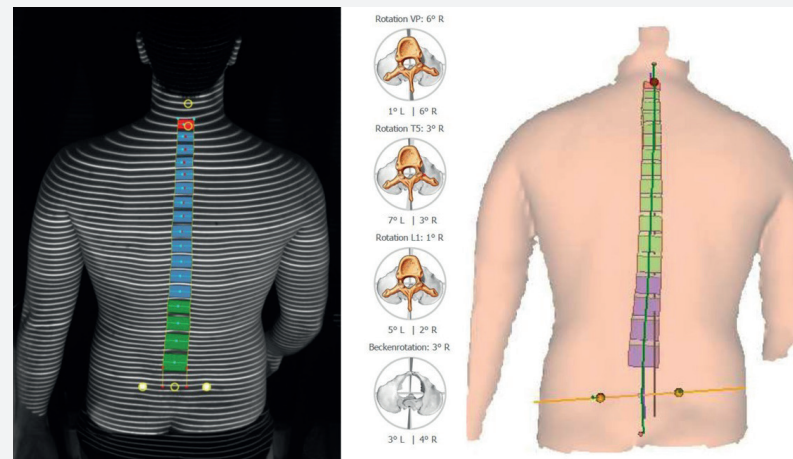 Rotation VP: 6° R
1° L | 6° R
Rotation T5: 3° R
7° L | 3° R
Rotation L1: 1° R
5° L | 2° R
Beckenrotation: 3° R
3° L | 4° R